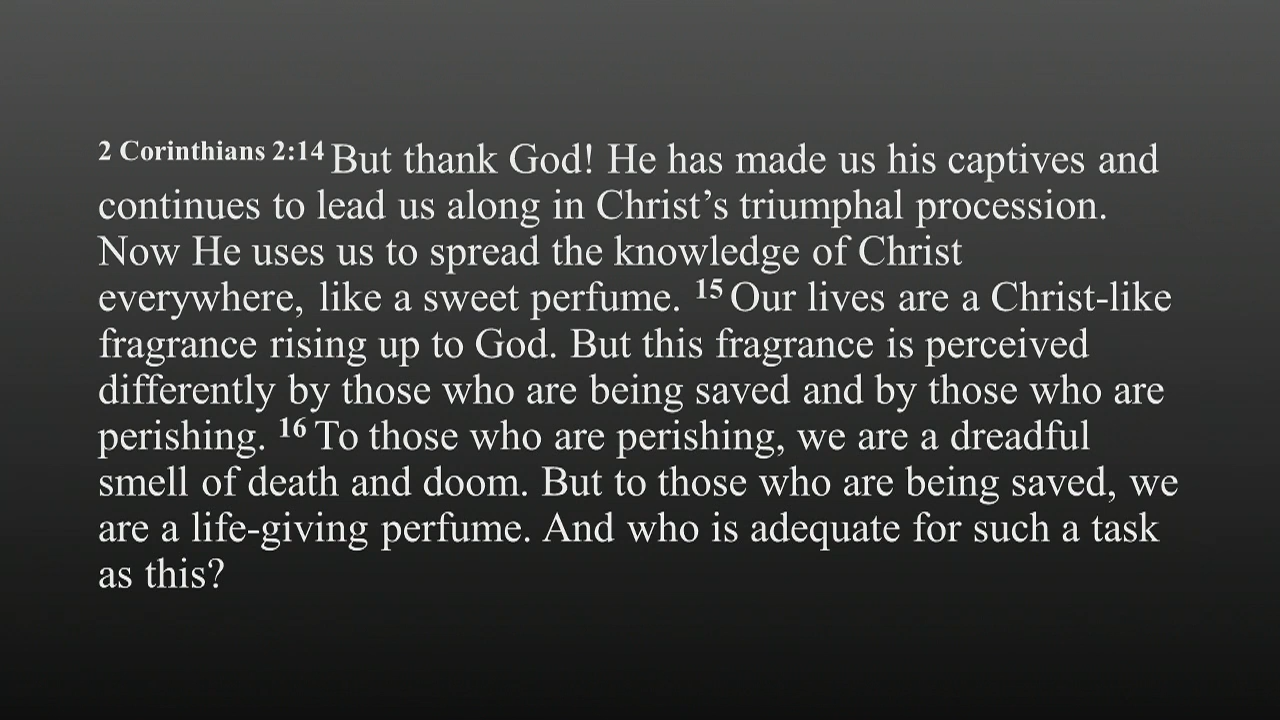 2 Corinthians 2:14 But thank God! He has made us his captives and
continues to lead us along in Christ’s triumphal procession.
Now He uses us to spread the knowledge of Christ
everywhere, like a sweet perfume. 15 Our lives are a Christ-like
fragrance rising up to God. But this fragrance is perceived
differently by those who are being saved and by those who are
perishing. 16 To those who are perishing, we are a dreadful
smell of death and doom. But to those who are being saved, we
are a life-giving perfume. And who is adequate for such a task
as this?